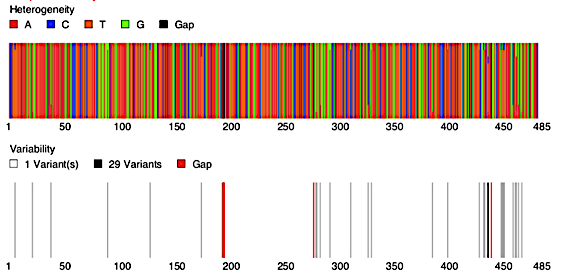 Heterogeneity
A C T G Gap
1 50 100 150 200 250 300 350 400 450 485
Variability
1 Variant(s) 29 Variants Gap
1 50 100 150 200 250 300 350 400 450 485